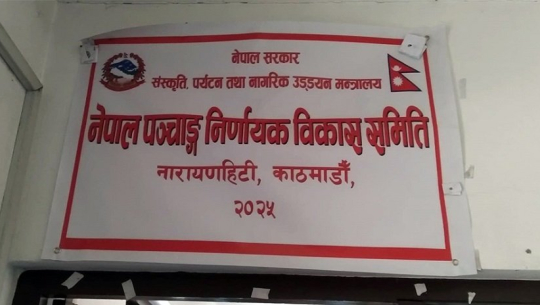 नेपाल सरकार
संस्कृति, पर्यटन तथा नागरिक उड्डयन मन्त्रालय
नेपाल पञ्चाङ्ग निर्णायक विकास समिति
नारायणहिटी, काठमाडौं,
२०२५